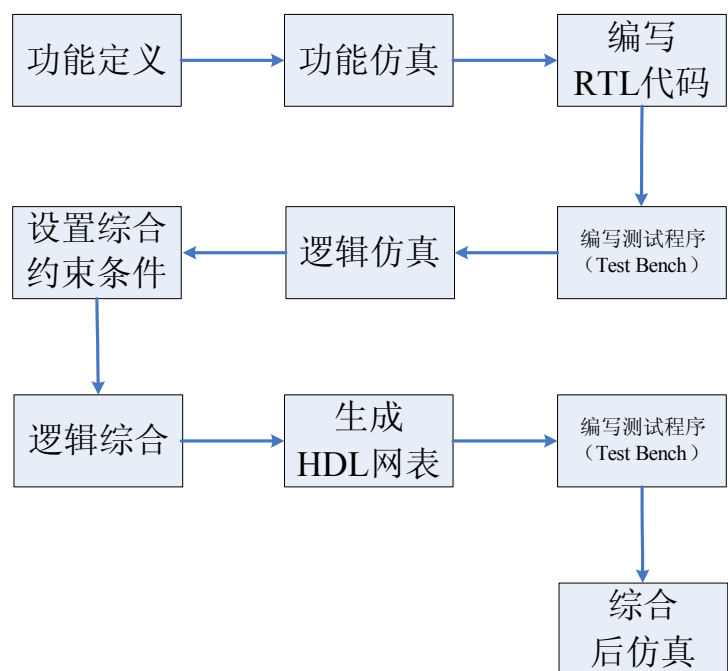 功能定义
功能仿真
编写
RTL代码
编写测试程序
（Test Bench）
逻辑仿真
设置综合
约束条件
逻辑综合
生成
HDL网表
编写测试程序
（Test Bench）
综合
后仿真